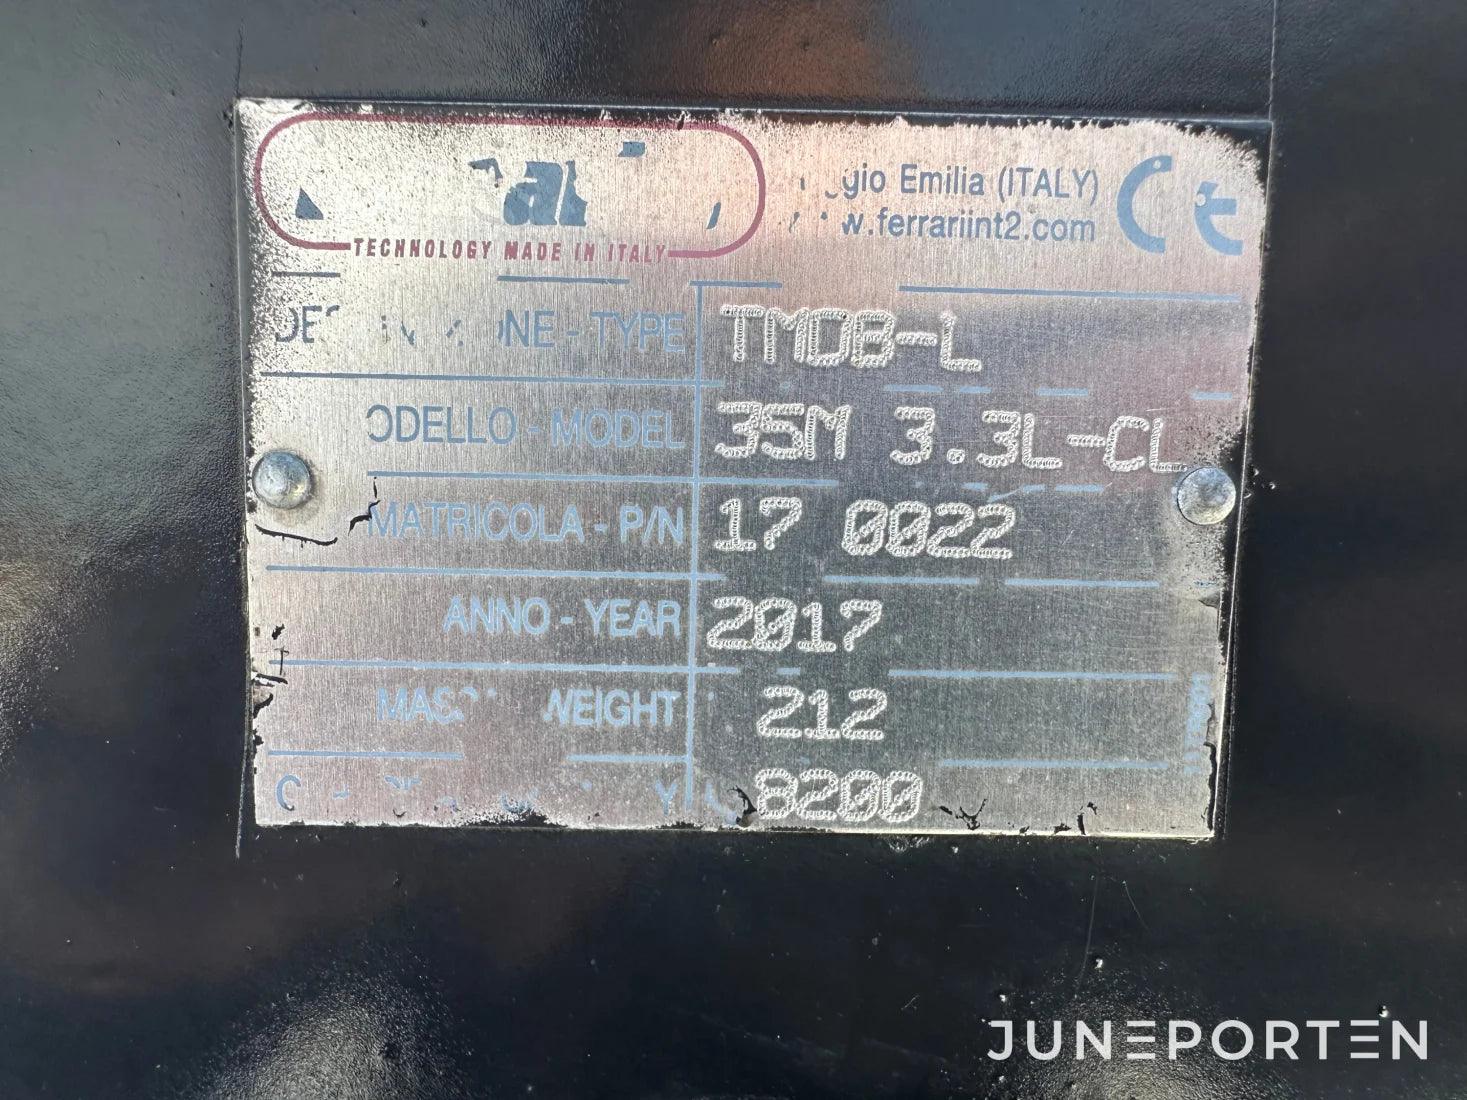 Emilia (ITALY)
.ferrariint2.com
CE
TECHNOLOGY MADE IN ITALY
TYPE TMDB-L
MODEL 35M 3.3L-CL
MATRICOLA - P/N 17 0022
ANNO - YEAR 2017
212
8200
JUNEPORTEN